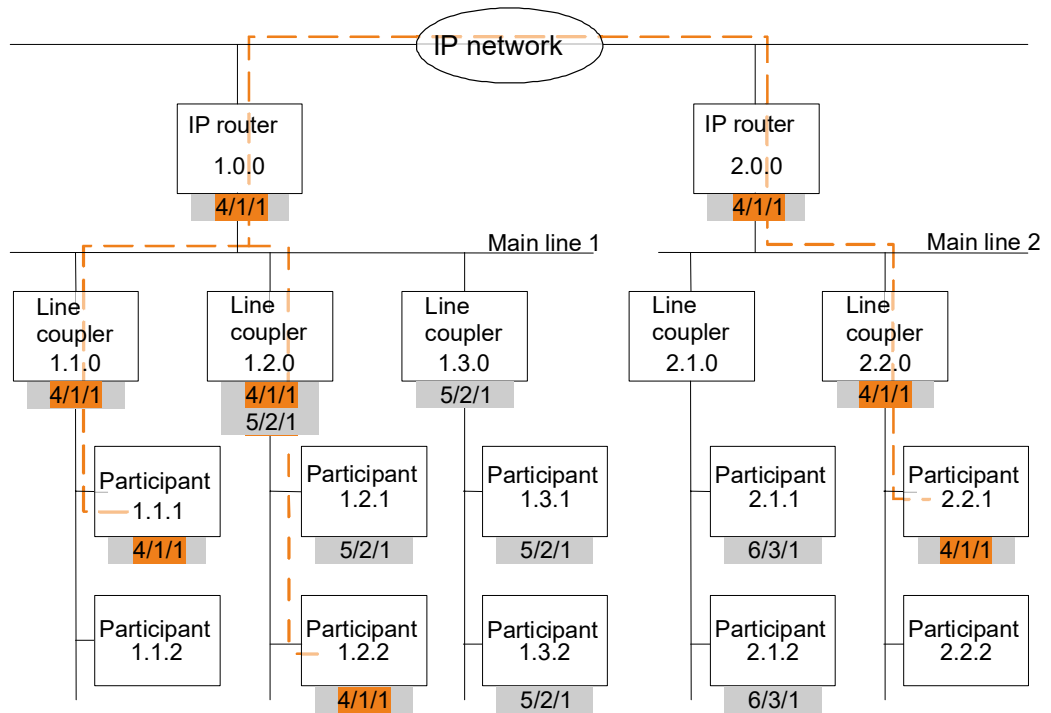 IP network
IP router
1.0.0
4/1/1
IP router
2.0.0
4/1/1
Main line 1
Main line 2
Line
coupler
1.1.0
4/1/1
Line
coupler
1.2.0
4/1/1
5/2/1
Line
coupler
1.3.0
5/2/1
Line
coupler
2.1.0
Line
coupler
2.2.0
4/1/1
Participant
1.1.1
4/1/1
Participant
1.2.1
5/2/1
Participant
1.3.1
5/2/1
Participant
2.1.1
6/3/1
Participant
2.2.1
4/1/1
Participant
1.1.2
Participant
1.2.2
4/1/1
Participant
1.3.2
5/2/1
Participant
2.1.2
6/3/1
Participant
2.2.2